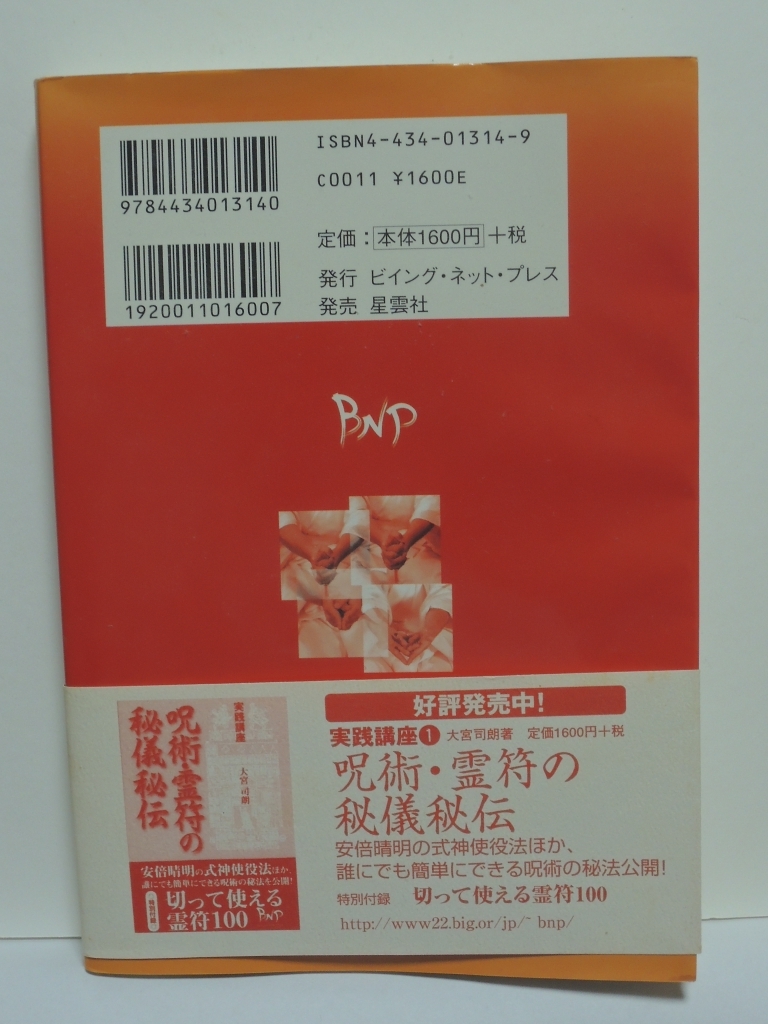 ISBN4-434-01314-9
C0011 ¥1600E
9784434013140
定価：本体1600円+税
発行 ビイング・ネット・プレス
発売 星雲社
1920011016007
BNP
好評発売中！
実践講座❶ 大宮司朗著 定価1600円+税
呪術・霊符の
秘儀秘伝
安倍晴明の式神使役法ほか、
誰にでも簡単にできる呪術の秘法公開！
特別付録 切って使える霊符100
http://www22.big.or/jp/~bnp/
実践講座
呪術・霊符の
秘儀秘伝
大宮司朗
安倍晴明の式神使役法ほか、
誰にでも簡単にできる呪術の秘法を公開！
特別付録
切って使える
霊符100
BNP